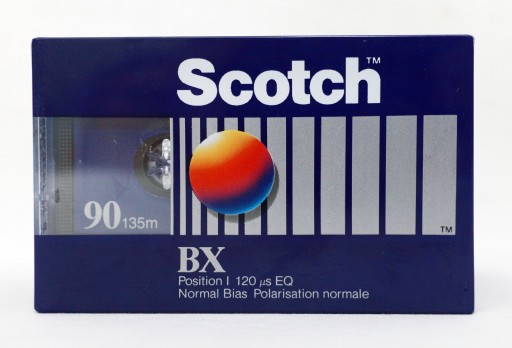 Scotch™
90 135m
™
BX
Position I 120 µs EQ
Normal Bias Polarisation normale